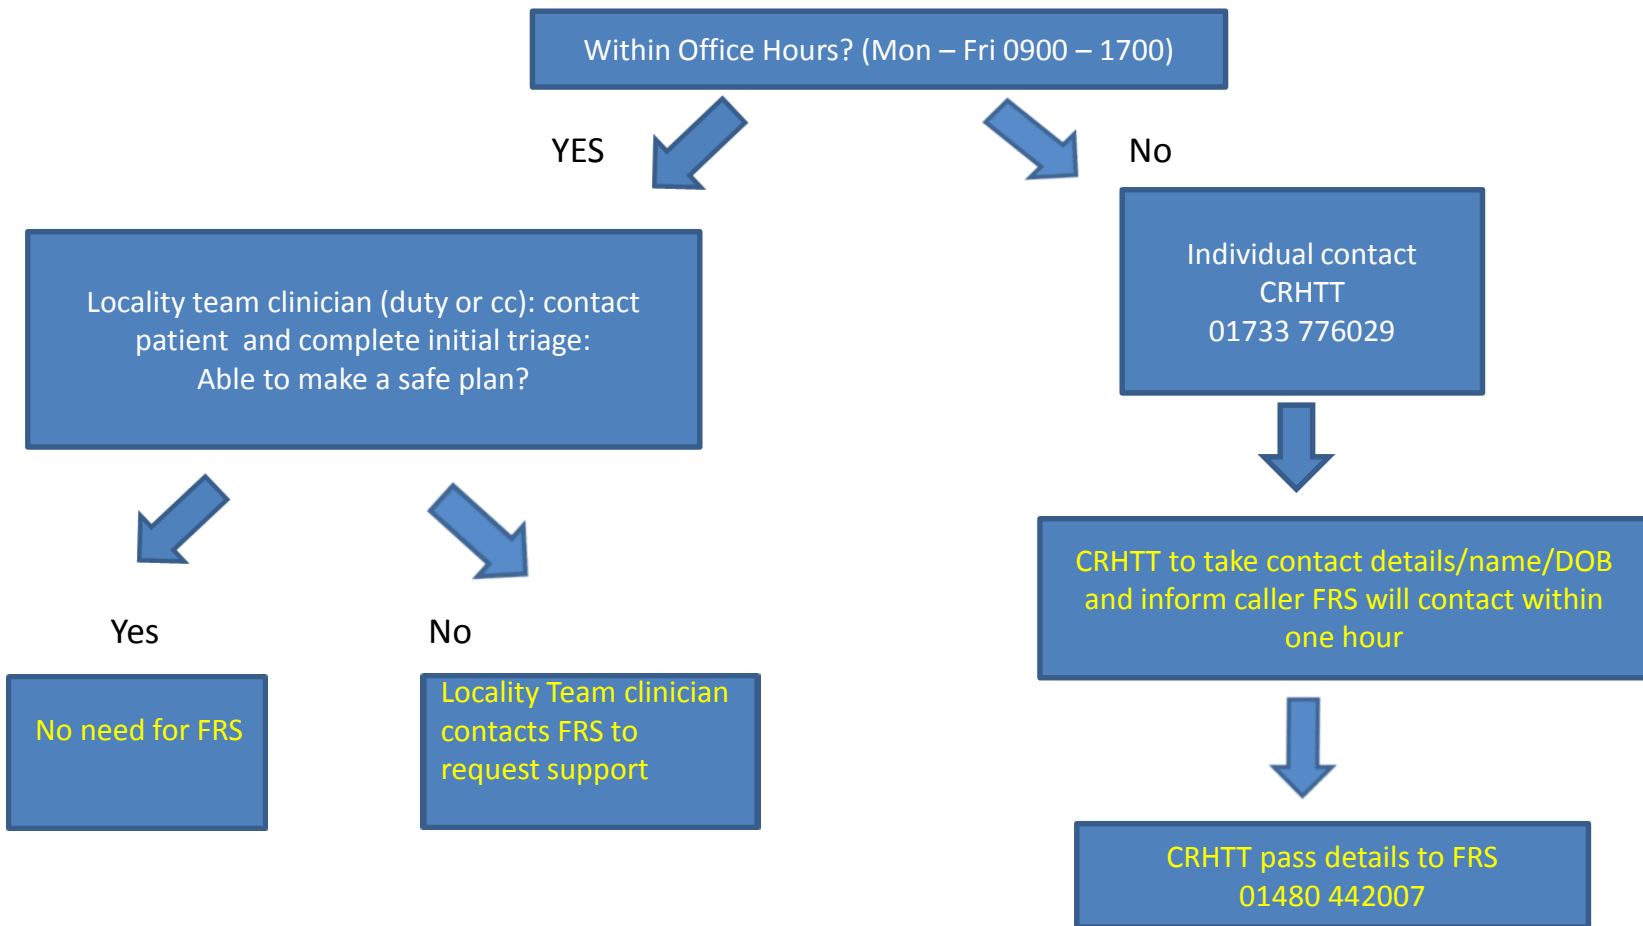 Within Office Hours? (Mon – Fri 0900 – 1700)
YES
No
Locality team clinician (duty or cc): contact
patient  and complete initial triage:
Able to make a safe plan?
Individual contact
CRHTT
01733 776029
Yes
No
No need for FRS
Locality Team clinician
contacts FRS to
request support
CRHTT to take contact details/name/DOB
and inform caller FRS will contact within
one hour
CRHTT pass details to FRS
01480 442007